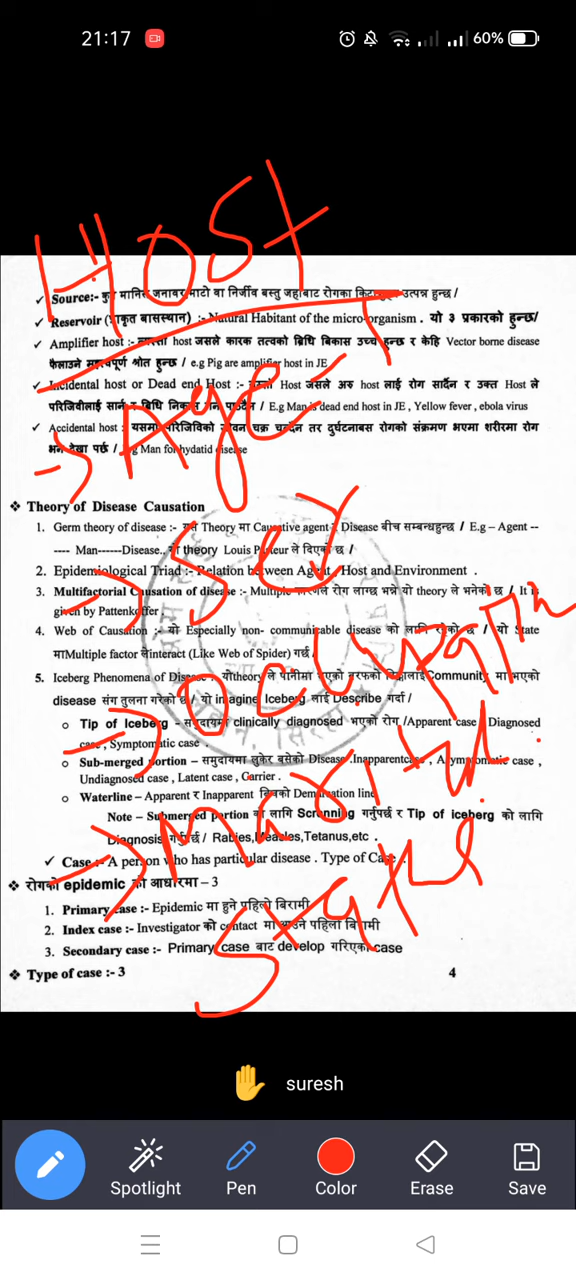 21:17
60%
Host
✓ Source:- मानिस जनावर माटो वा निर्जीव बस्तु जहाँबाट रोगका उत्पन्न हुन्छ /
✓ Reservoir ( बासस्थान) :- Natural Habitant of the micro-organism . यो ३ प्रकारको हुन्छ/
✓ Amplifier host :- host जसले कारक तत्वको बिधि बिकास उच्च हुन्छ र केहि Vector borne disease
फैलाउने श्रोत हुन्छ / e.g Pig are amplifier host in JE
✓ Incidental host or Dead end Host :- Host जसले अरु host लाई रोग सार्दैन र उक्त Host ले
परिजिवीलाई बिधि / E.g Man is dead end host in JE , Yellow fever , ebola virus
✓ Accidental host : यसमा परिजिविको चक्र चल्दैन तर दुर्घटनाबस रोगको संक्रमण भएमा शरीरमा रोग
पर्छ / Man for hydatid disease
→ Age
❖ Theory of Disease Causation
1. Germ theory of disease :- यस Theory मा Causative agent र Disease बीच सम्बन्धहुन्छ / E.g – Agent --
---- Man------Disease.. यो theory Louis Pasteur ले दिएको छ /
2. Epidemiological Triad :- Relation between Agent , Host and Environment .
→ Sex
3. Multifactorial Causation of disease :- Multiple रोग लाग्छ भन्ने यो theory ले भनेको छ / It is
given by Pattenkoffer .
4. Web of Causation :- यो Especially non- communicable disease को लागि / यो State
माMultiple factor लेinteract (Like Web of Spider) गर्छ /
5. Iceberg Phenomena of Disease : योtheory ले पानीमा Community मा भएको
disease संग तुलना गरेको छ / यो imagine Iceberg लाई Describe गर्दा/
→ Occupation
o Tip of Iceberg – clinically diagnosed भएको रोग /Apparent case , Diagnosed
case , Symptomatic case .
o Sub-merged portion – समुदायमा लुकेर बसेको Disease .Inapparentcase , Asymptomatic case ,
Undiagnosed case , Latent case , Carrier .
o Waterline – Apparent र Inapparent Demarcation line
Note – Submerged portion को लागि Screnning गर्नुपर्छ र Tip of iceberg को लागि
Diagnosis गर्नुपर्छ / Rabies, Measles,Tetanus,etc .
→ Marital
✓ Case :- A person who has particular disease . Type of Case .
❖ रोगको epidemic को आधारमा – 3
1. Primary case :- Epidemic मा हुने पहिलो बिरामी
2. Index case :- Investigator को contact मा आउने पहिलो बिरामी
3. Secondary case :- Primary case बाट develop गरिएको case
❖ Type of case :- 3
4
suresh
Spotlight
Pen
Color
Erase
Save